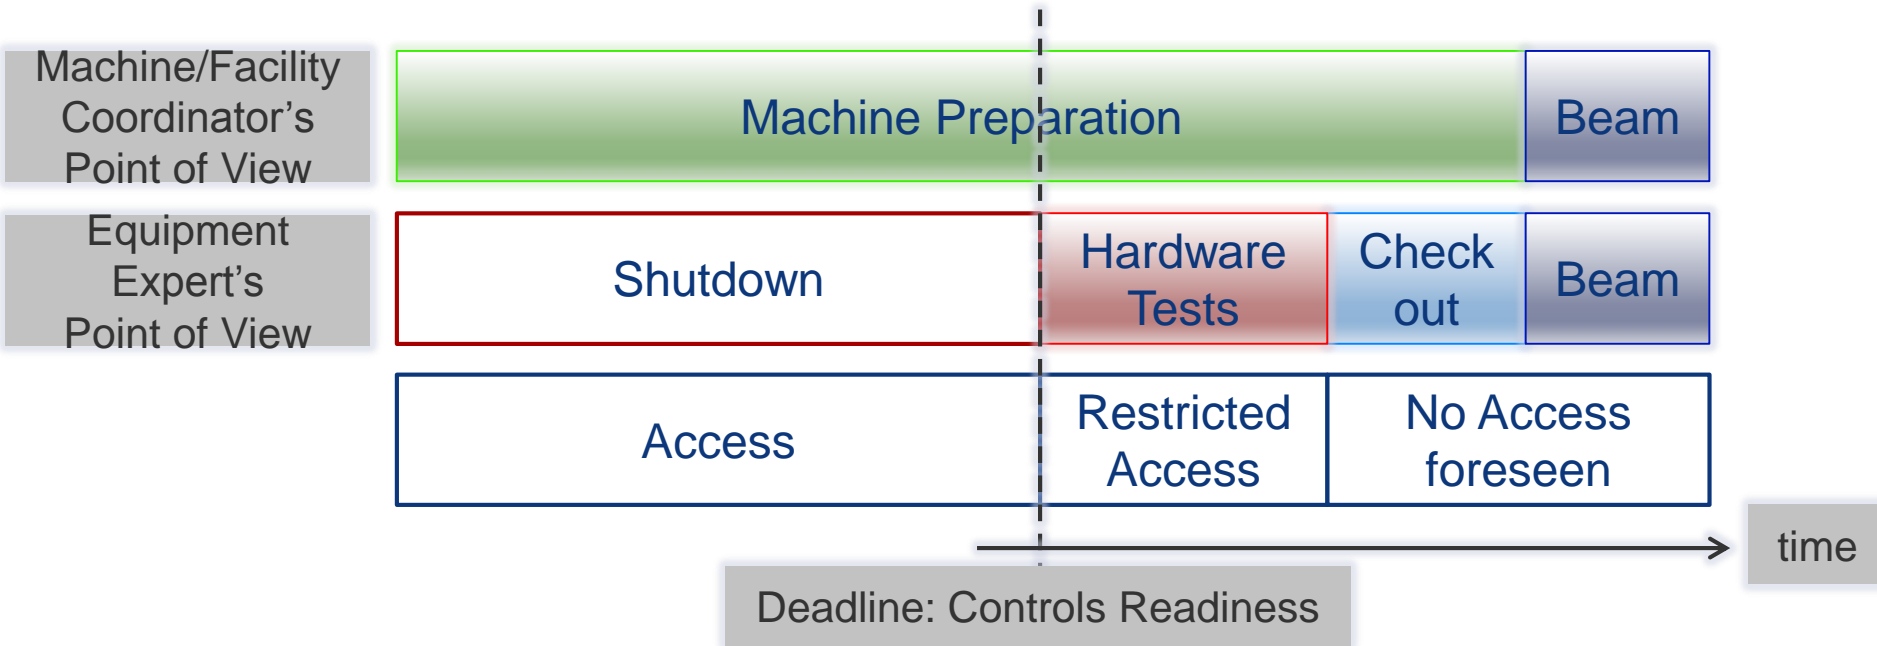 Machine/Facility
Coordinator's
Point of View
Machine Preparation
Beam
Equipment
Expert's
Point of View
Shutdown
Hardware
Tests
Check
out
Beam
Access
Restricted
Access
No Access
foreseen
time
Deadline: Controls Readiness